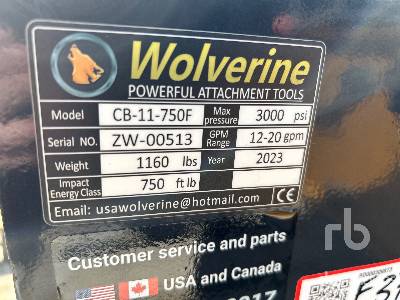 Wolverine
POWERFUL ATTACHMENT TOOLS
Model CB-11-750F Max pressure 3000 psi
Serial NO. ZW-00513 GPM Range 12-20 gpm
Weight 1160 lbs Year 2023
Impact Energy Class 750 ft lb
Email: usawolverine@hotmail.com CE
Customer service and parts
USA and Canada
rb